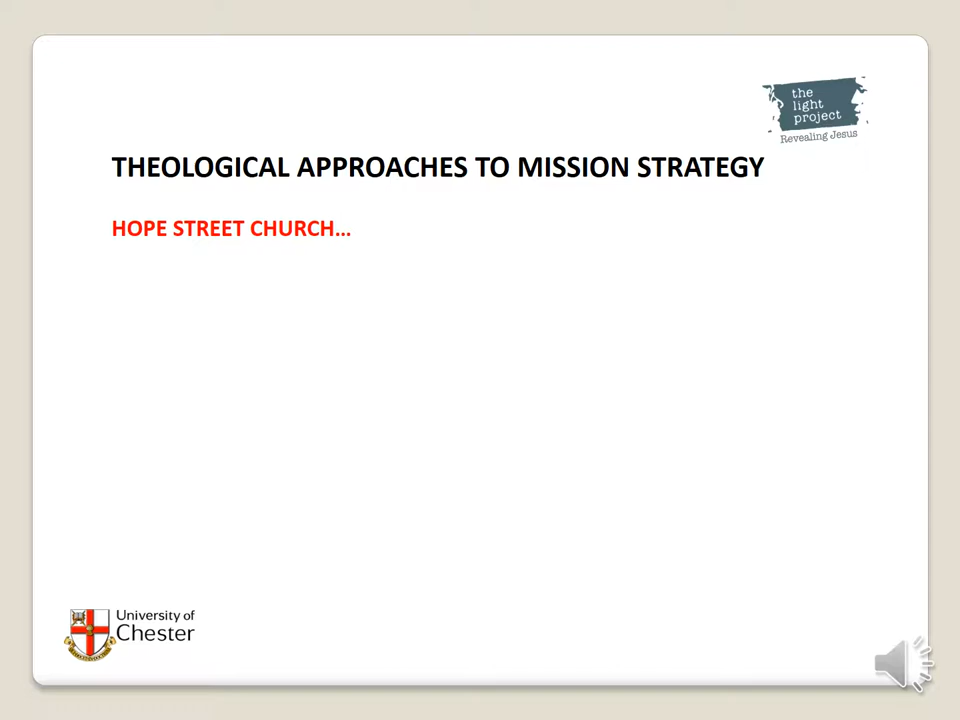 the
light
project
Revealing Jesus
THEOLOGICAL APPROACHES TO MISSION STRATEGY
HOPE STREET CHURCH…
University of
Chester